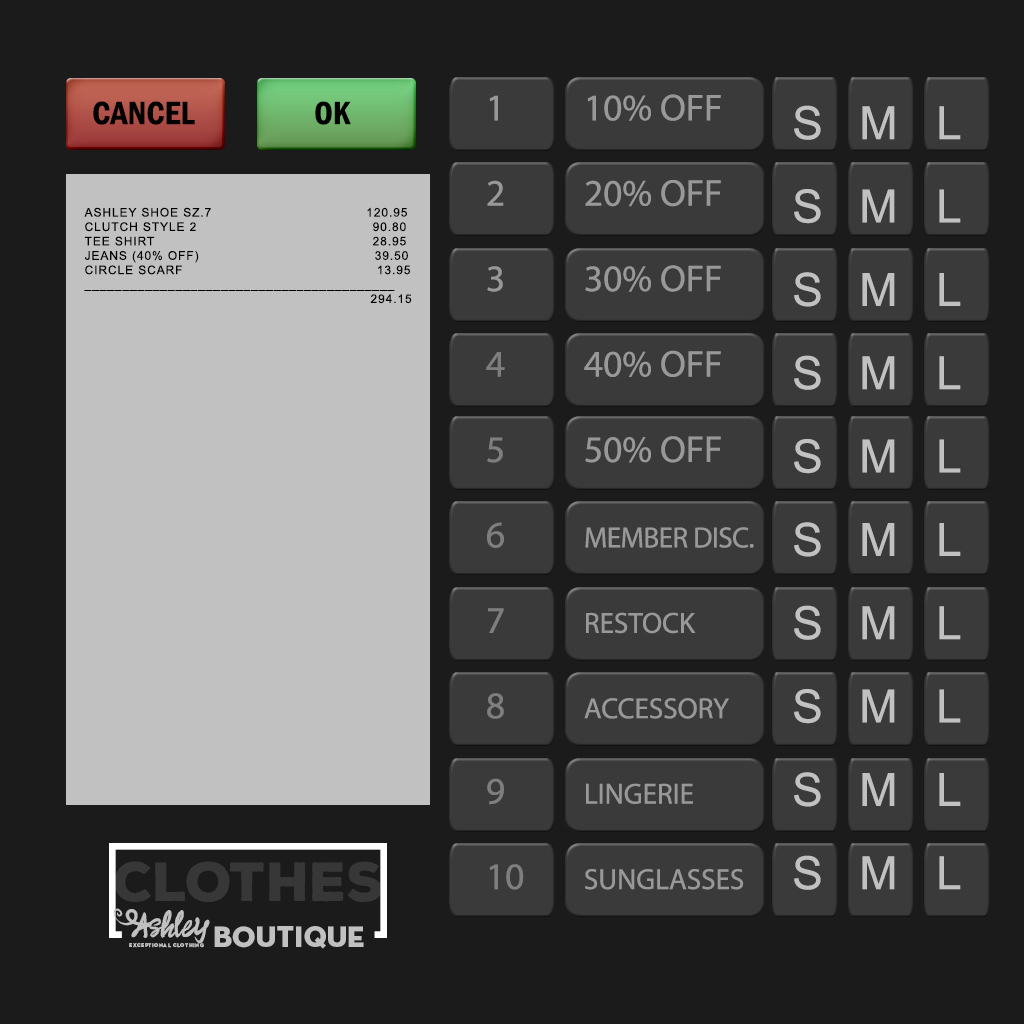 CANCEL
OK
ASHLEY SHOE SZ.7 120.95
CLUTCH STYLE 2 90.80
TEE SHIRT 28.95
JEANS (40% OFF) 39.50
CIRCLE SCARF 13.95
294.15
1 10% OFF S M L
2 20% OFF S M L
3 30% OFF S M L
4 40% OFF S M L
5 50% OFF S M L
6 MEMBER DISC. S M L
7 RESTOCK S M L
8 ACCESSORY S M L
9 LINGERIE S M L
10 SUNGLASSES S M L
CLOTHES
Ashley BOUTIQUE
EXCEPTIONAL CLOTHING